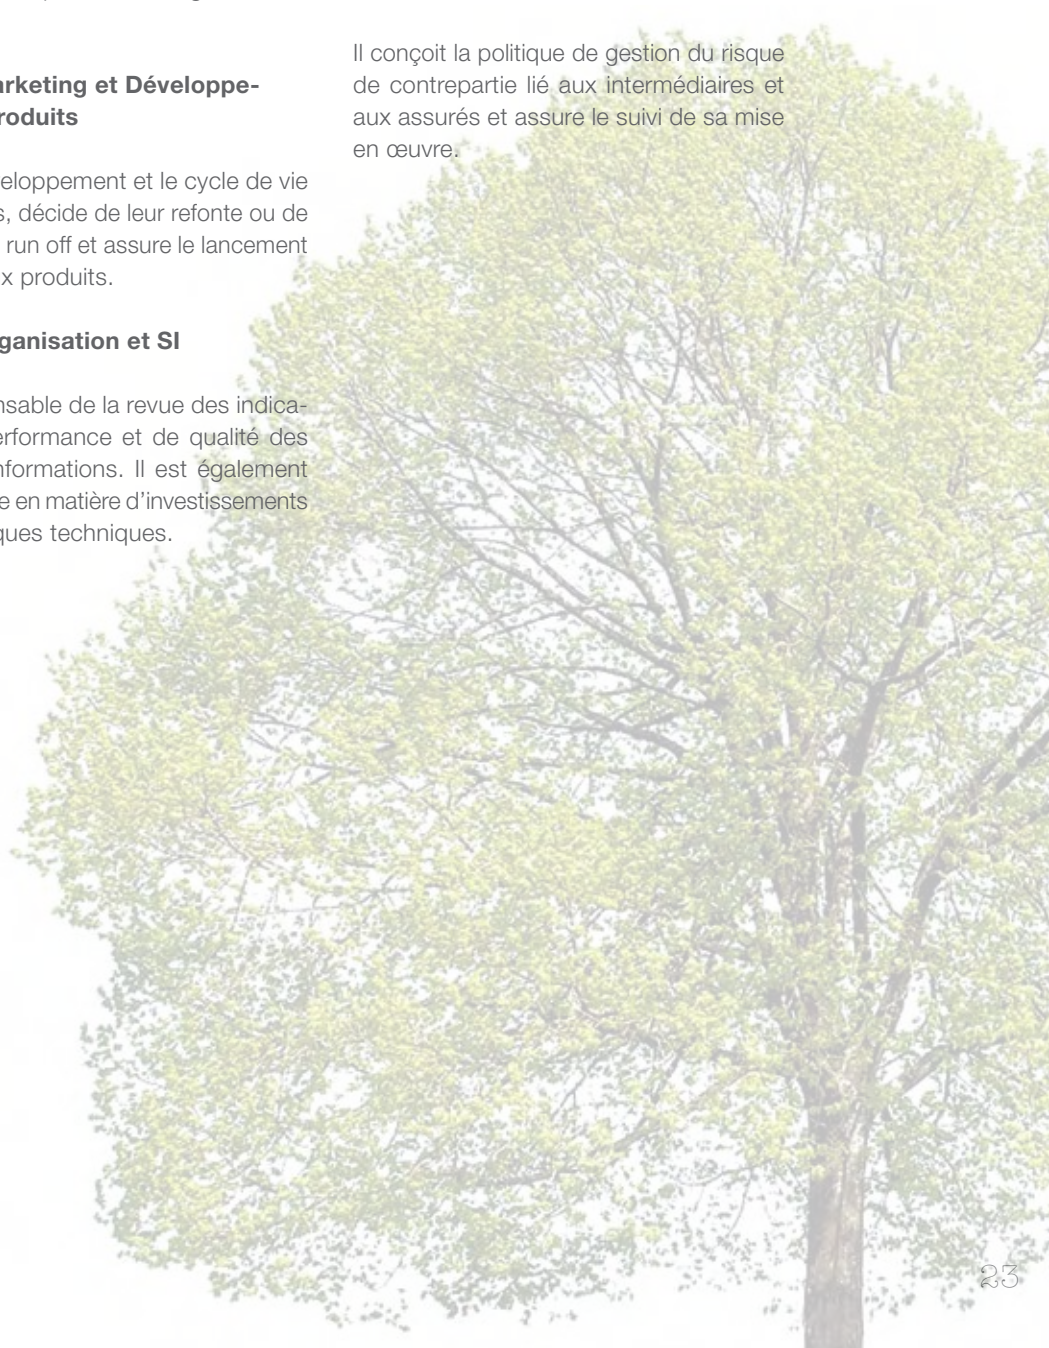 arketing et Développe-
roduits
eloppement et le cycle de vie
s, décide de leur refonte ou de
run off et assure le lancement
x produits.
ganisation et SI
nsable de la revue des indica-
erformance et de qualité des
nformations. Il est également
e en matière d'investissements
ques techniques.
Il conçoit la politique de gestion du risque
de contrepartie lié aux intermédiaires et
aux assurés et assure le suivi de sa mise
en œuvre.
23